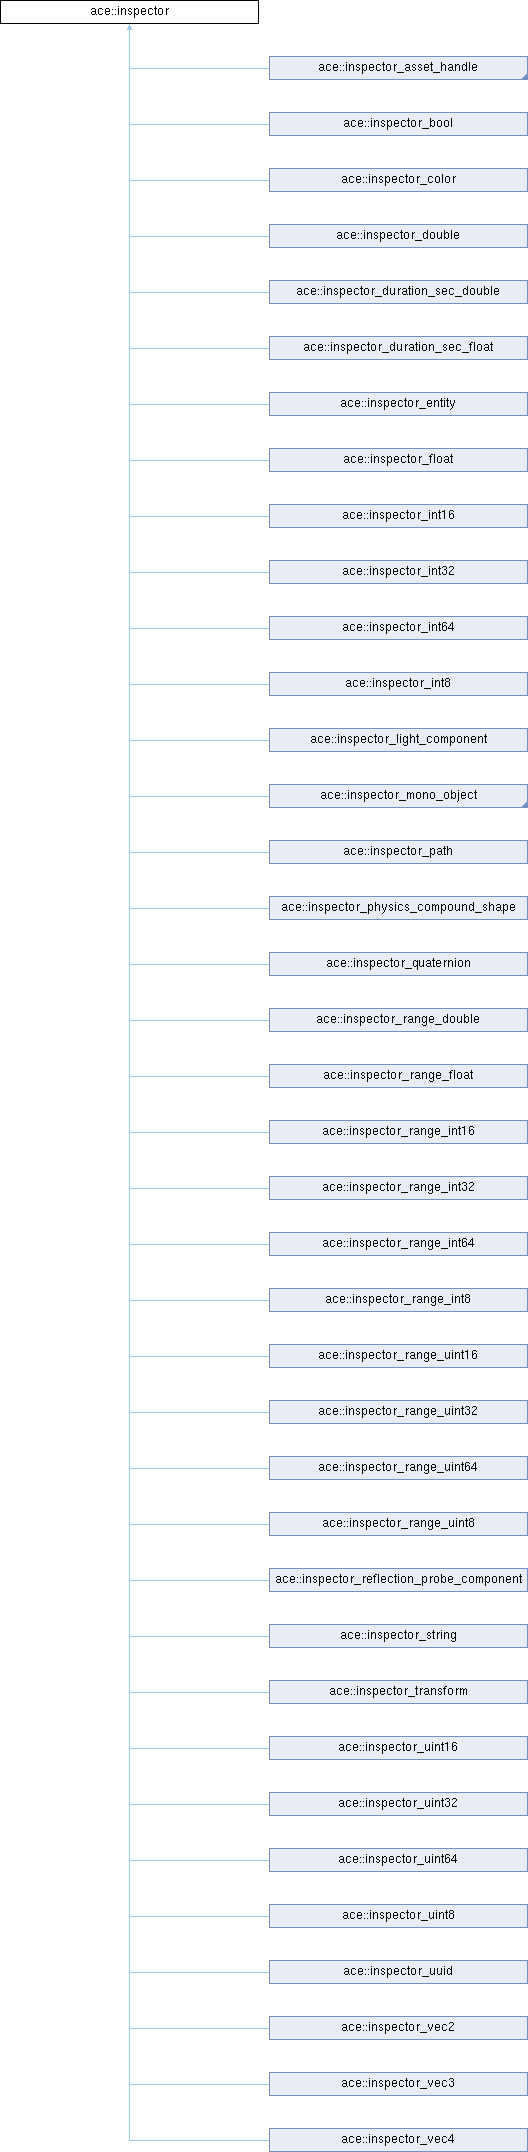 ace::inspector
ace::inspector_asset_handle
ace::inspector_bool
ace::inspector_color
ace::inspector_double
ace::inspector_duration_sec_double
ace::inspector_duration_sec_float
ace::inspector_entity
ace::inspector_float
ace::inspector_int16
ace::inspector_int32
ace::inspector_int64
ace::inspector_int8
ace::inspector_light_component
ace::inspector_mono_object
ace::inspector_path
ace::inspector_physics_compound_shape
ace::inspector_quaternion
ace::inspector_range_double
ace::inspector_range_float
ace::inspector_range_int16
ace::inspector_range_int32
ace::inspector_range_int64
ace::inspector_range_int8
ace::inspector_range_uint16
ace::inspector_range_uint32
ace::inspector_range_uint64
ace::inspector_range_uint8
ace::inspector_reflection_probe_component
ace::inspector_string
ace::inspector_transform
ace::inspector_uint16
ace::inspector_uint32
ace::inspector_uint64
ace::inspector_uint8
ace::inspector_uuid
ace::inspector_vec2
ace::inspector_vec3
ace::inspector_vec4